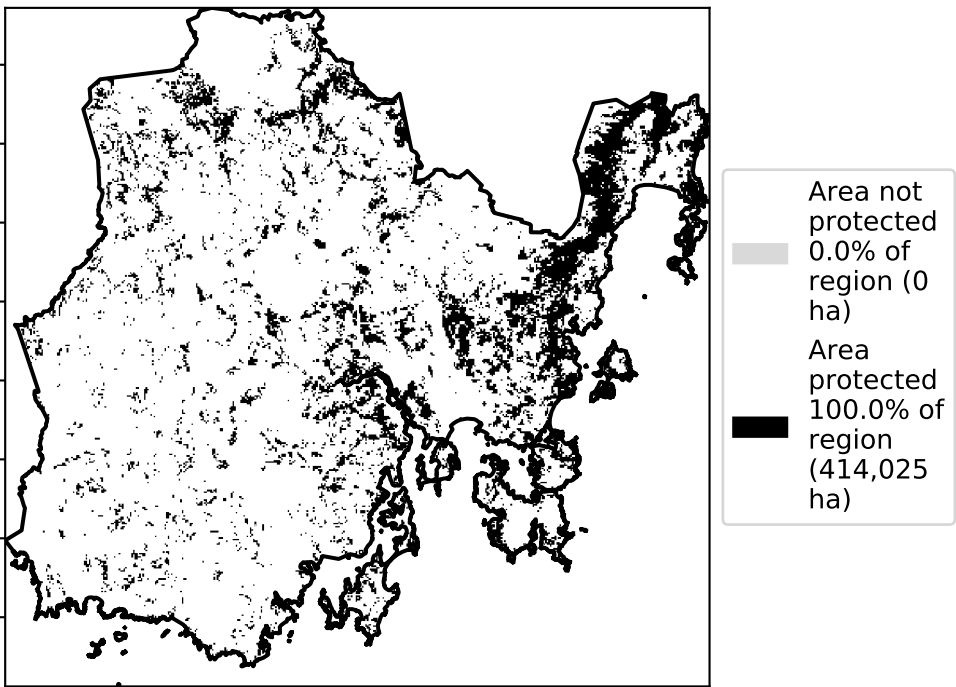 Area not
protected
0.0% of
region (0
ha)
Area
protected
100.0% of
region
(414,025
ha)